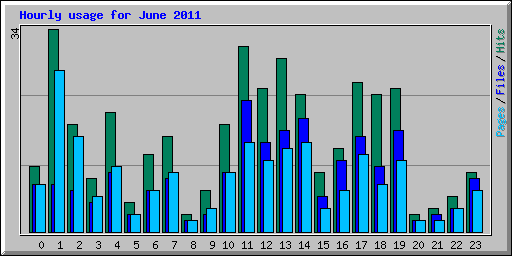 Hourly usage for June 2011
34
Pages / Files / Hits
0 1 2 3 4 5 6 7 8 9 10 11 12 13 14 15 16 17 18 19 20 21 22 23